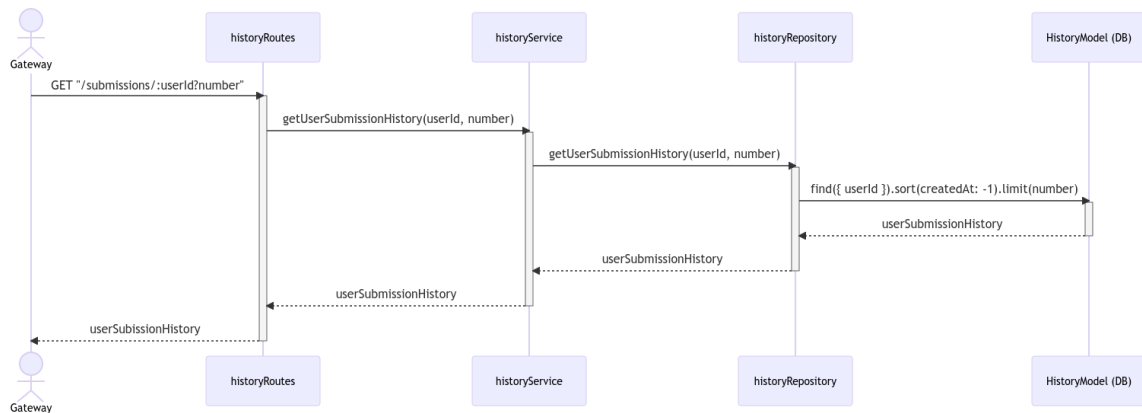 Gateway
historyRoutes
historyService
historyRepository
HistoryModel (DB)
GET "/submissions/:userId?number"
getUserSubmissionHistory(userId, number)
getUserSubmissionHistory(userId, number)
find({ userId }).sort(createdAt: -1).limit(number)
userSubmissionHistory
userSubmissionHistory
userSubmissionHistory
userSubissionHistory
Gateway
historyRoutes
historyService
historyRepository
HistoryModel (DB)